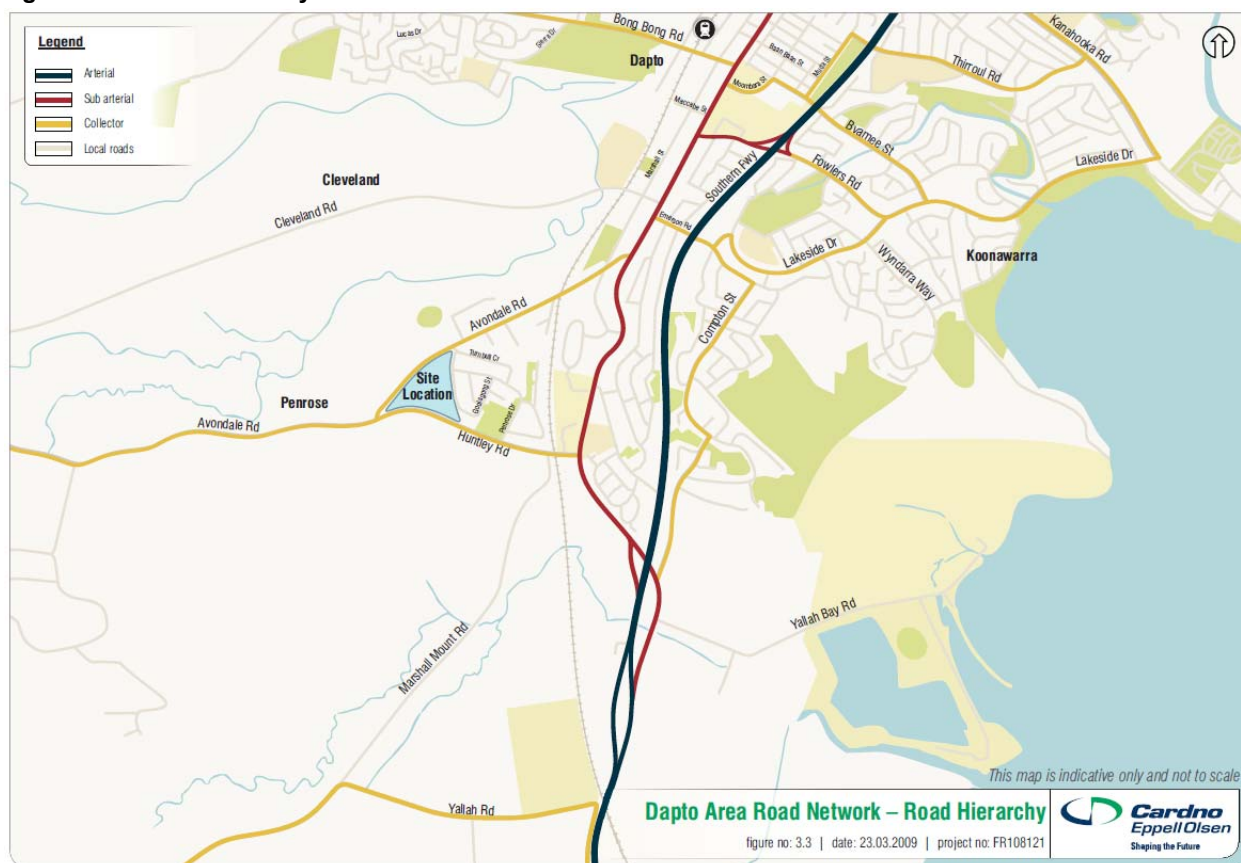 Legend
Arterial
Sub arterial
Collector
Local roads
Lucas Dr
Bong Bong Rd
Dapto
Moombara St
Kanahooka Rd
Thirroul Rd
Byamee St
Lakeside Dr
Fowlers Rd
Southern Fwy
Marshall St
Cleveland
Cleveland Rd
Emerson Rd
Lakeside Dr
Wyndarra Way
Koonawarra
Compton St
Avondale Rd
Site
Location
Penrose
Avondale Rd
Huntley Rd
Marshall Mount Rd
Yallah Bay Rd
Yallah Rd
This map is indicative only and not to scale
Dapto Area Road Network – Road Hierarchy
figure no: 3.3 | date: 23.03.2009 | project no: FR108121
Cardno
Eppell Olsen
Shaping the Future